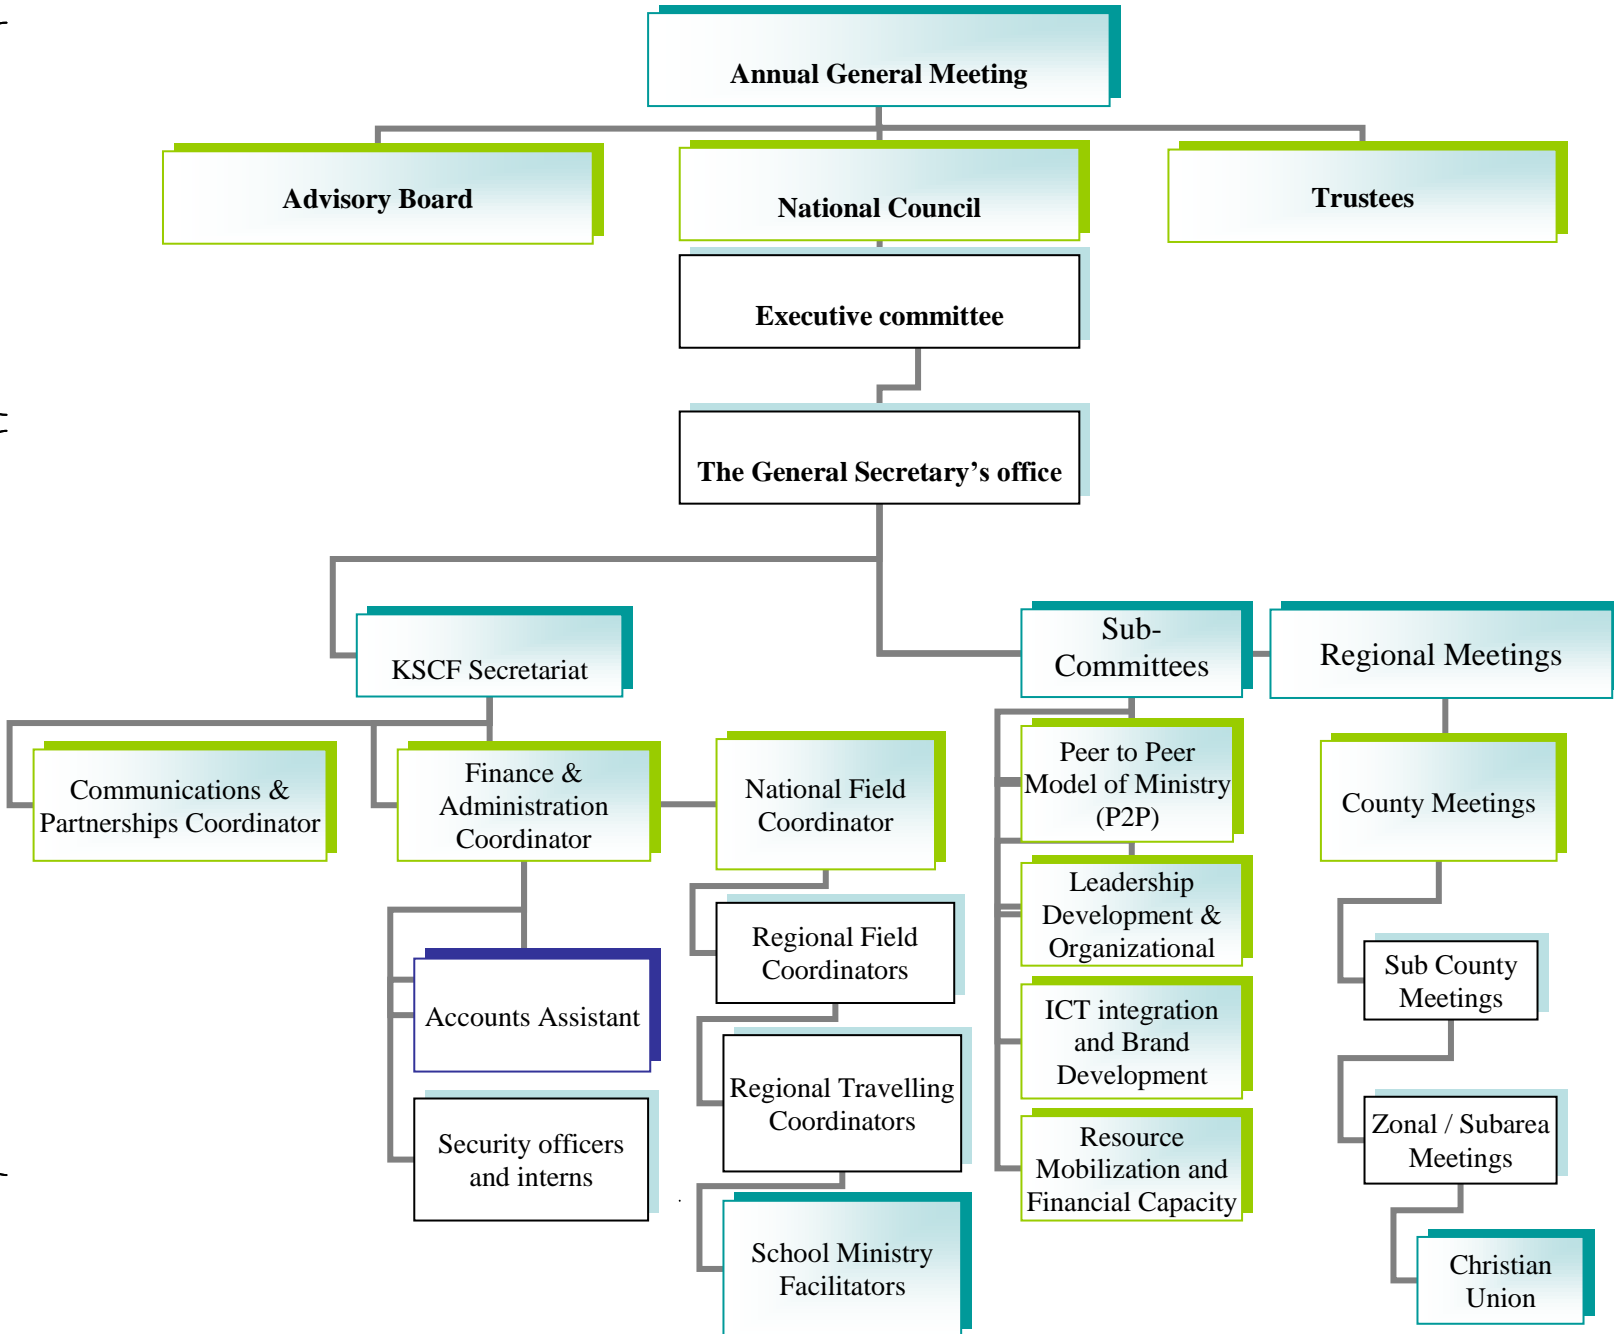 Annual General Meeting
Advisory Board
National Council
Trustees
Executive committee
The General Secretary’s office
KSCF Secretariat
Sub-
Committees
Regional Meetings
Communications &
Partnerships Coordinator
Finance &
Administration
Coordinator
National Field
Coordinator
Peer to Peer
Model of Ministry
(P2P)
County Meetings
Accounts Assistant
Security officers
and interns
Regional Field
Coordinators
Regional Travelling
Coordinators
School Ministry
Facilitators
Leadership
Development &
Organizational
ICT integration
and Brand
Development
Resource
Mobilization and
Financial Capacity
Sub County
Meetings
Zonal / Subarea
Meetings
Christian
Union